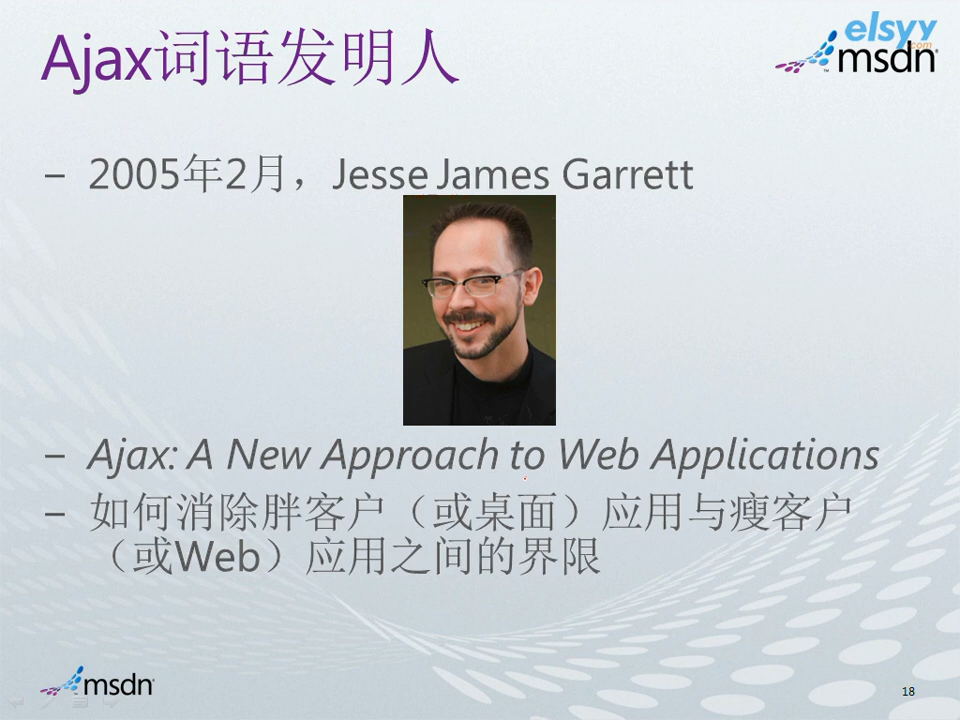 Ajax词语发明人
elsyy
.com
msdn
– 2005年2月，Jesse James Garrett
– Ajax: A New Approach to Web Applications
– 如何消除胖客户（或桌面）应用与瘦客户
（或Web）应用之间的界限
msdn
18